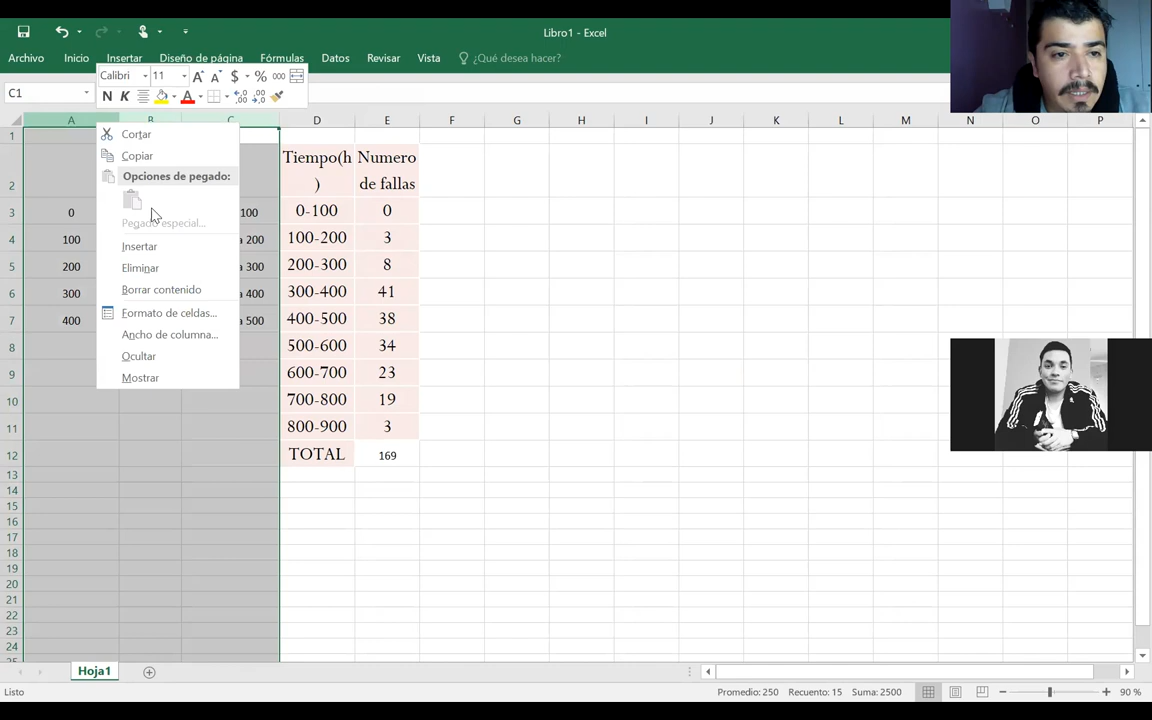 Libro1 - Excel
Archivo
Inicio
Insertar
Diseño de página
Fórmulas
Datos
Revisar
Vista
¿Qué desea hacer?
Calibri
11
$
%
000
N
K
A
C1
A
B
C
D
E
F
G
H
I
J
K
L
M
N
O
P
Cortar
Copiar
Opciones de pegado:
Pegado especial...
Insertar
Eliminar
Borrar contenido
Formato de celdas...
Ancho de columna...
Ocultar
Mostrar
1
2 Tiempo(h) Numero de fallas
3 0 100 0-100 0
4 100 a 200 100-200 3
5 200 a 300 200-300 8
6 300 a 400 300-400 41
7 400 a 500 400-500 38
8 500-600 34
9 600-700 23
10 700-800 19
11 800-900 3
12 TOTAL 169
13
14
15
16
17
18
19
20
21
22
23
24
Hoja1
Listo
Promedio: 250
Recuento: 15
Suma: 2500
90 %